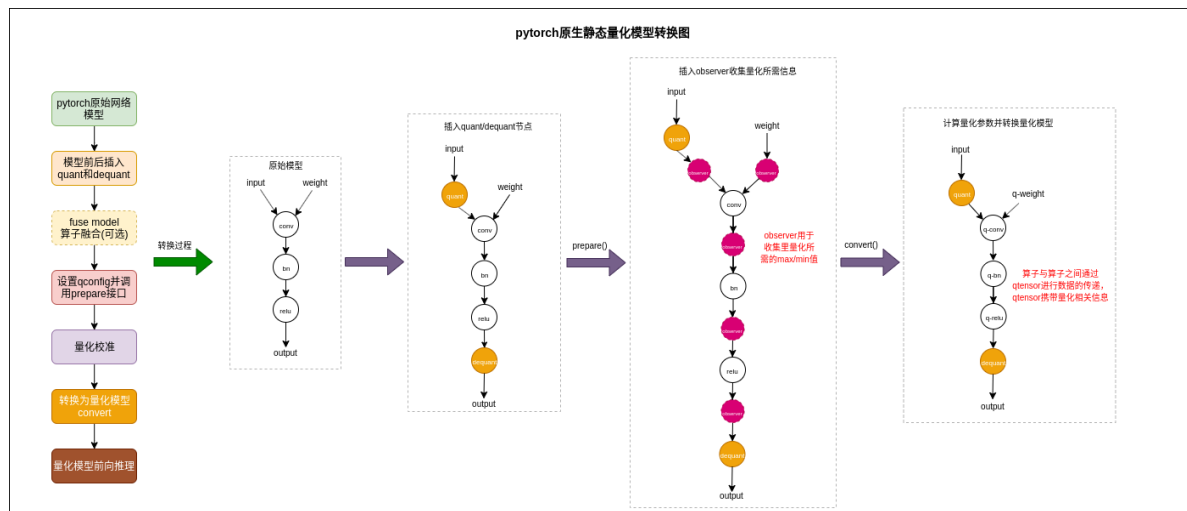 pytorch原生静态量化模型转换图
pytorch原始网络
模型
模型前后插入
quant和dequant
fuse model
算子融合(可选)
设置qconfig并调
用prepare接口
量化校准
转换为量化模型
convert
量化模型前向推理
转换过程
原始模型
input
weight
conv
bn
relu
output
插入quant/dequant节点
input
weight
quant
conv
bn
relu
dequant
output
prepare()
插入observer收集量化所需信息
input
weight
quant
observer
observer
conv
observer
bn
observer
relu
observer
dequant
output
observer用于
收集里量化所
需的max/min值
convert()
计算量化参数并转换量化模型
input
quant
q-weight
q-conv
q-bn
q-relu
dequant
output
算子与算子之间通过
qtensor进行数据的传递，
qtensor携带量化相关信息